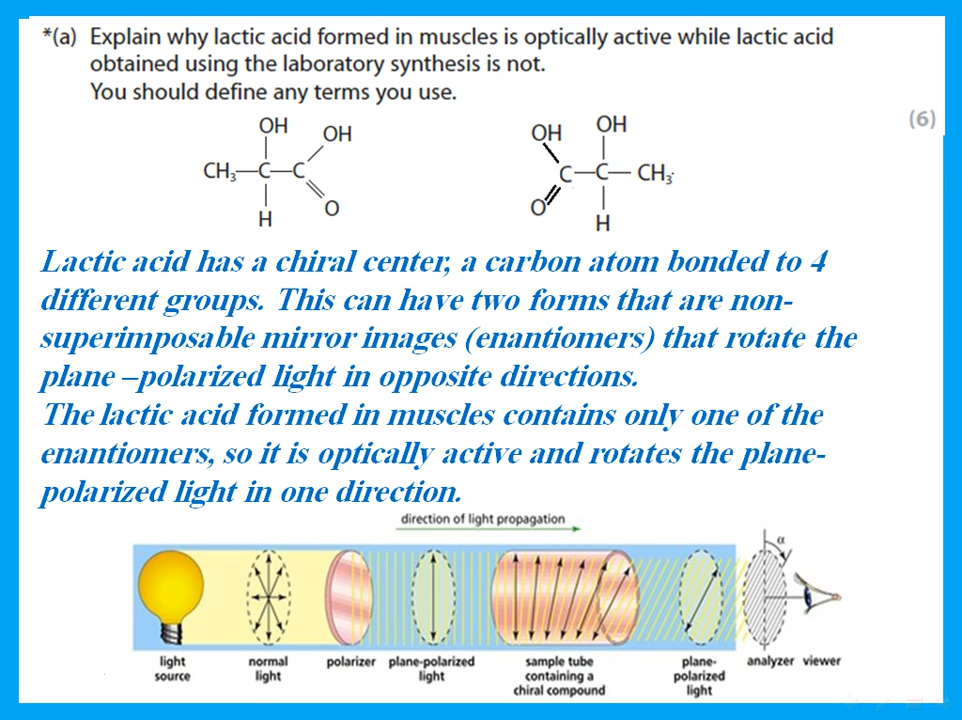 *(a) Explain why lactic acid formed in muscles is optically active while lactic acid
obtained using the laboratory synthesis is not.
You should define any terms you use.
(6)
OH
OH
CH₃—C—C
H
O
OH
OH
C—C—CH₃
O
H
Lactic acid has a chiral center, a carbon atom bonded to 4
different groups. This can have two forms that are non-
superimposable mirror images (enantiomers) that rotate the
plane –polarized light in opposite directions.
The lactic acid formed in muscles contains only one of the
enantiomers, so it is optically active and rotates the plane-
polarized light in one direction.
direction of light propagation
α
light
source
normal
light
polarizer
plane-polarized
light
sample tube
containing a
chiral compound
plane-
polarized
light
analyzer
viewer